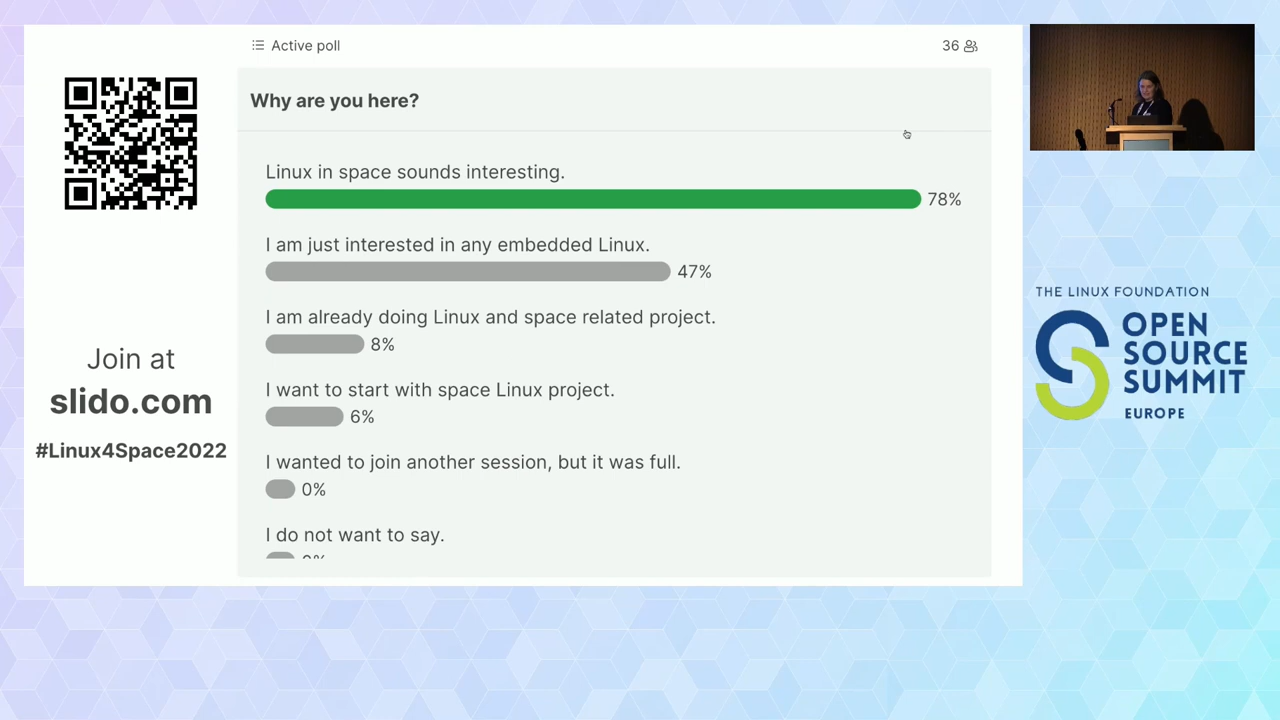 Active poll
36
Why are you here?
Linux in space sounds interesting.
78%
I am just interested in any embedded Linux.
47%
I am already doing Linux and space related project.
8%
I want to start with space Linux project.
6%
I wanted to join another session, but it was full.
0%
I do not want to say.
Join at
slido.com
#Linux4Space2022
THE LINUX FOUNDATION
OPEN
SOURCE
SUMMIT
EUROPE